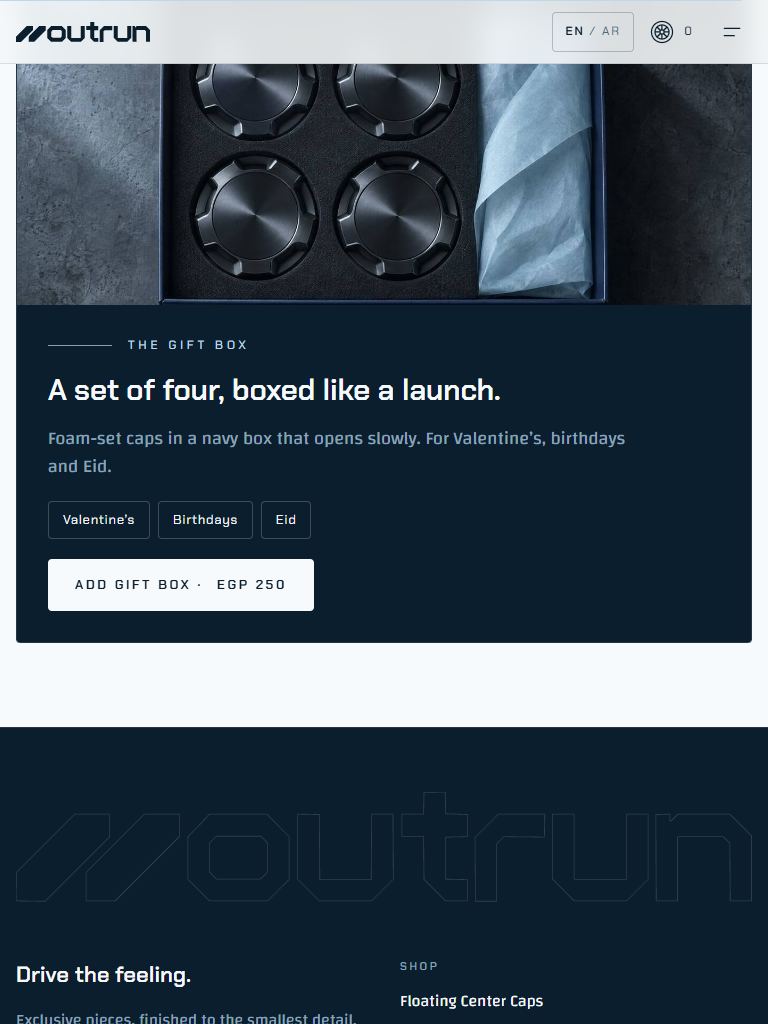 outrun
EN / AR
0
THE GIFT BOX
A set of four, boxed like a launch.
Foam-set caps in a navy box that opens slowly. For Valentine's, birthdays
and Eid.
Valentine's
Birthdays
Eid
ADD GIFT BOX · EGP 250
outrun
Drive the feeling.
Exclusive pieces, finished to the smallest detail.
SHOP
Floating Center Caps